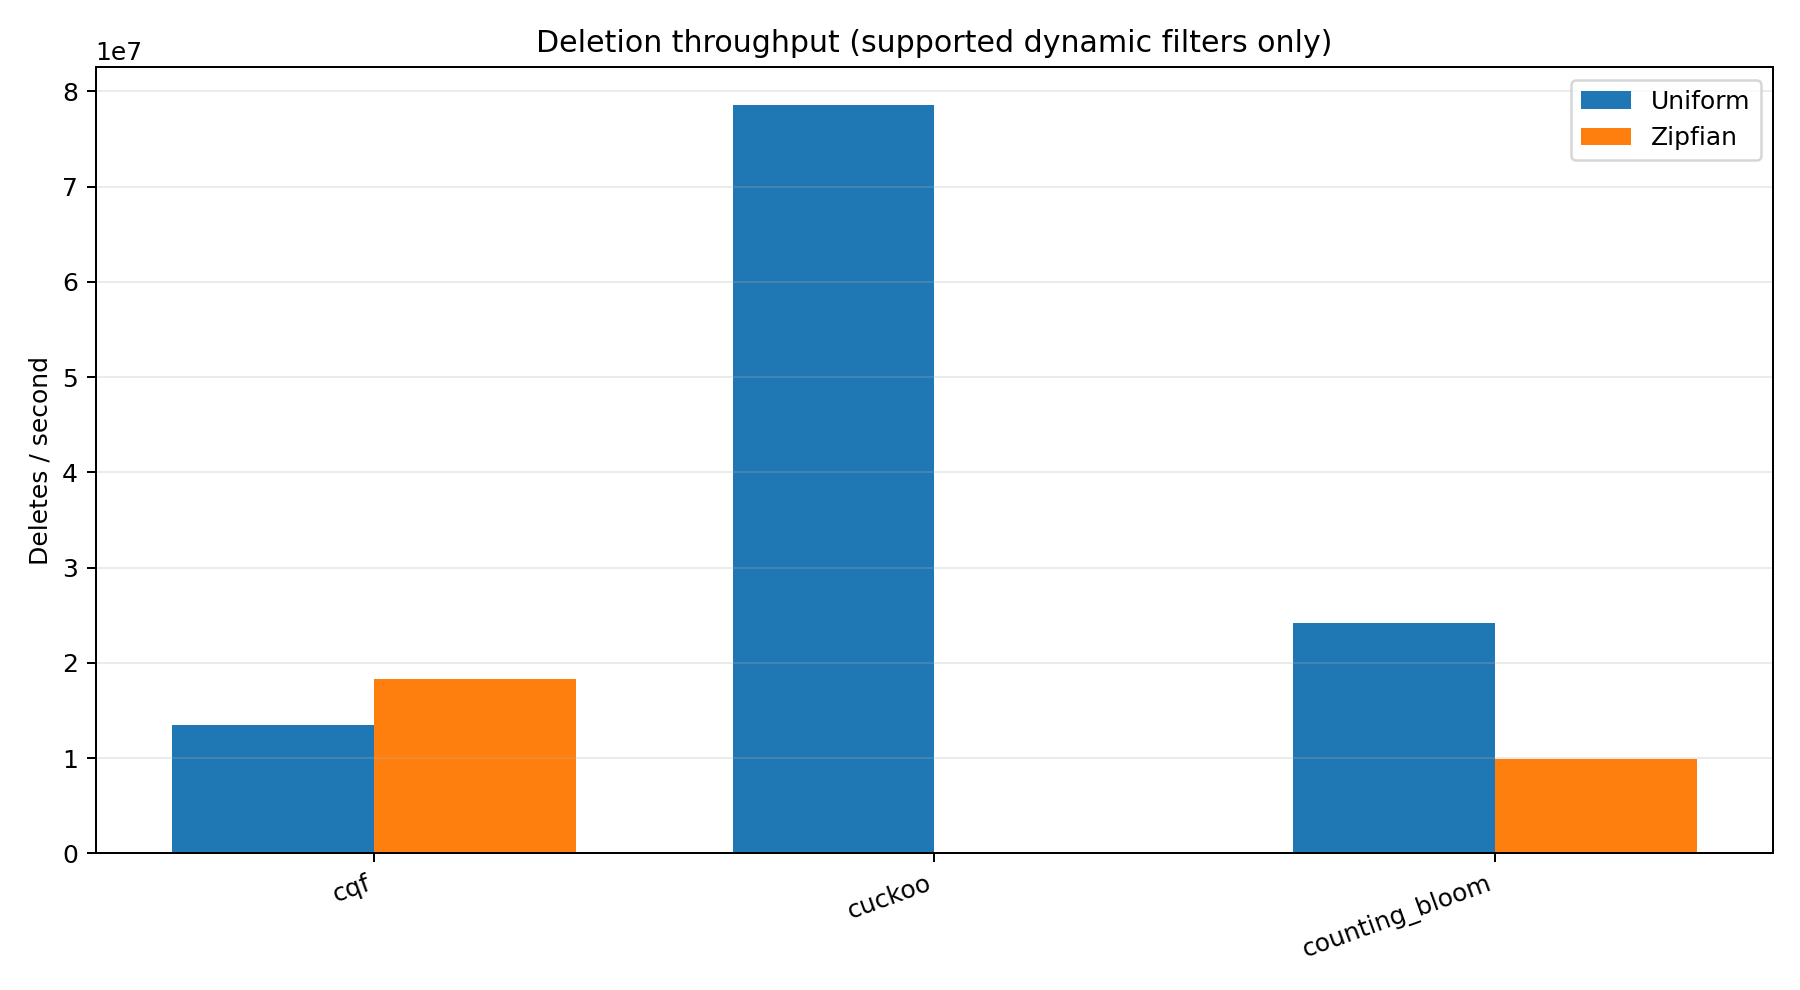 Deletion throughput (supported dynamic filters only)
1e7
8
7
6
5
4
3
2
1
0
Deletes / second
Uniform
Zipfian
cqf
cuckoo
counting_bloom